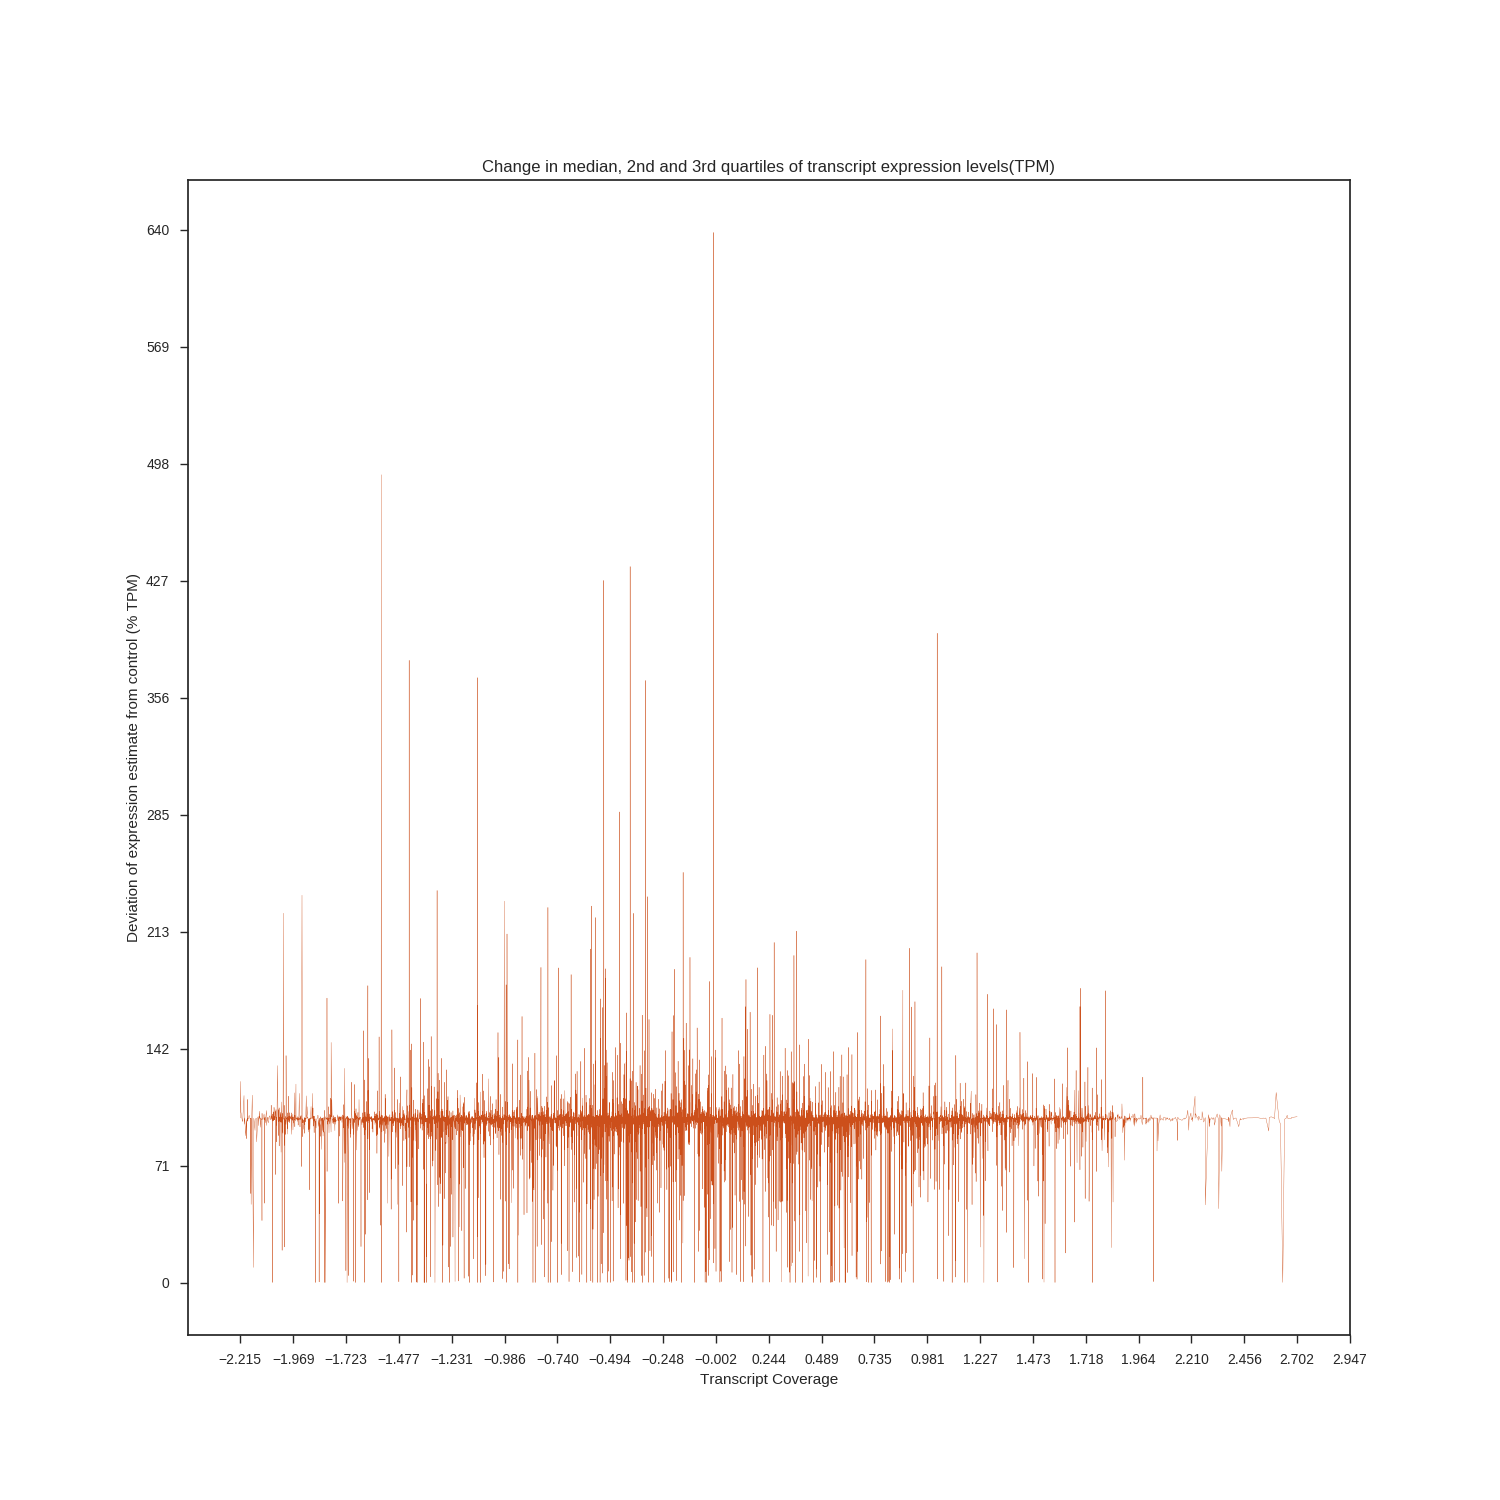 Change in median, 2nd and 3rd quartiles of transcript expression levels(TPM)
640
569
498
427
356
285
213
142
71
0
Deviation of expression estimate from control (% TPM)
−2.215 −1.969 −1.723 −1.477 −1.231 −0.986 −0.740 −0.494 −0.248 −0.002 0.244 0.489 0.735 0.981 1.227 1.473 1.718 1.964 2.210 2.456 2.702 2.947
Transcript Coverage